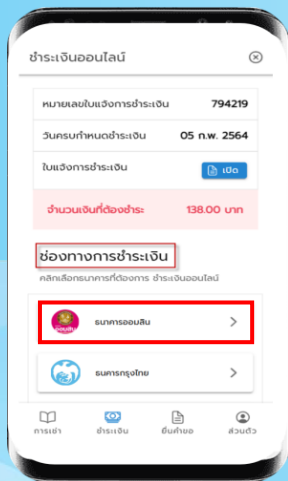 ชำระเงินออนไลน์
หมายเลขใบแจ้งการชำระเงิน 794219
วันครบกำหนดชำระเงิน 05 ก.พ. 2564
ใบแจ้งการชำระเงิน เปิด
จำนวนเงินที่ต้องชำระ 138.00 บาท
ช่องทางการชำระเงิน
คลิกเลือกธนาคารที่ต้องการ ชำระเงินออนไลน์
ออมสิน ธนาคารออมสิน
ธนคารกรุงไทย
การเช่า ชำระเงิน ยื่นคำขอ ส่วนตัว